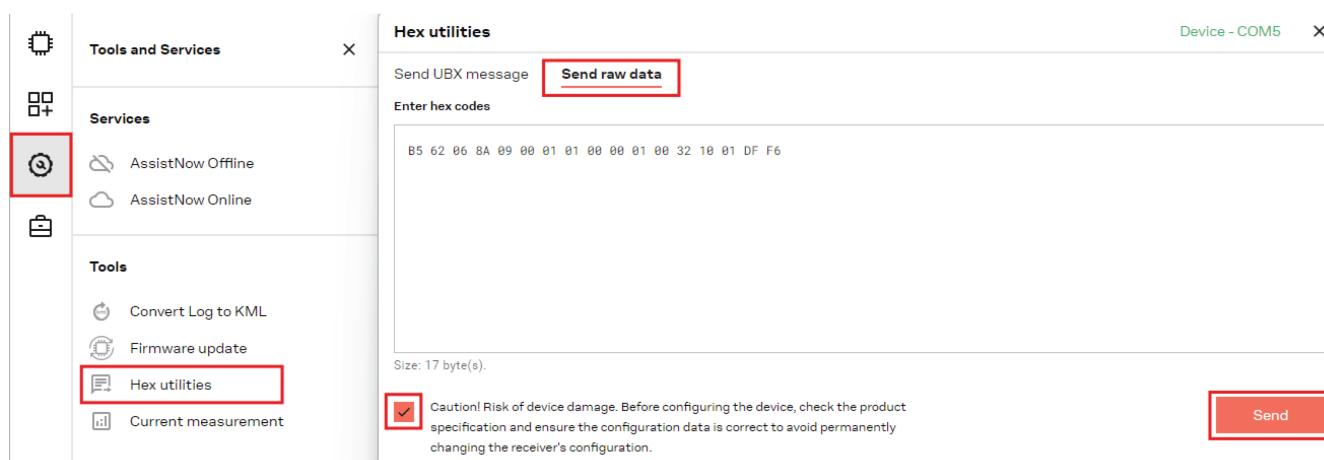 Tools and Services
Services
AssistNow Offline
AssistNow Online
Tools
Convert Log to KML
Firmware update
Hex utilities
Current measurement
Hex utilities
Device - COM5
Send UBX message
Send raw data
Enter hex codes
B5 62 06 8A 09 00 01 01 00 00 01 00 32 10 01 DF F6
Size: 17 byte(s).
Caution! Risk of device damage. Before configuring the device, check the product
specification and ensure the configuration data is correct to avoid permanently
changing the receiver's configuration.
Send